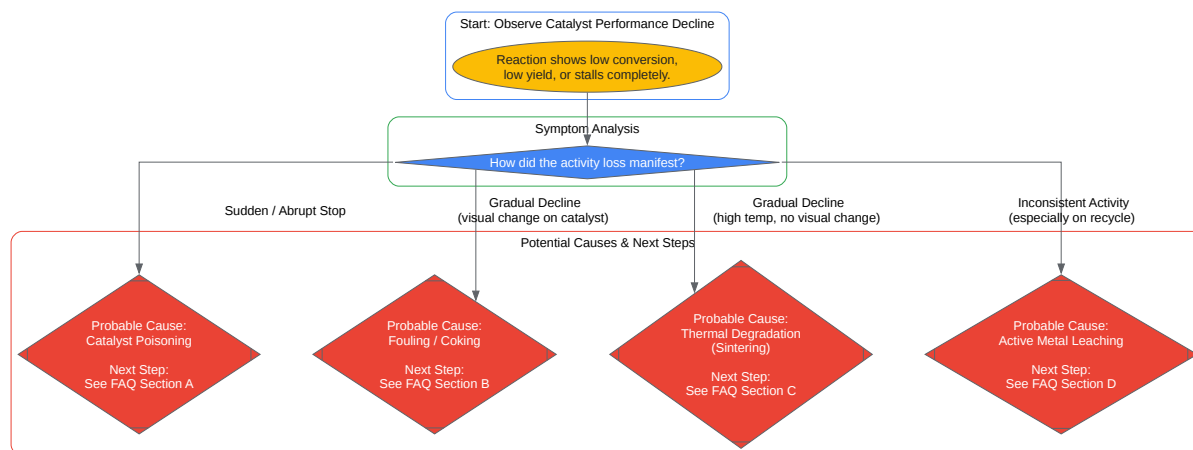 Start: Observe Catalyst Performance Decline
Reaction shows low conversion,
low yield, or stalls completely.
Symptom Analysis
How did the activity loss manifest?
Sudden / Abrupt Stop
Gradual Decline
(visual change on catalyst)
Gradual Decline
(high temp, no visual change)
Inconsistent Activity
(especially on recycle)
Potential Causes & Next Steps
Probable Cause:
Catalyst Poisoning
Next Step:
See FAQ Section A
Probable Cause:
Fouling / Coking
Next Step:
See FAQ Section B
Probable Cause:
Thermal Degradation
(Sintering)
Next Step:
See FAQ Section C
Probable Cause:
Active Metal Leaching
Next Step:
See FAQ Section D